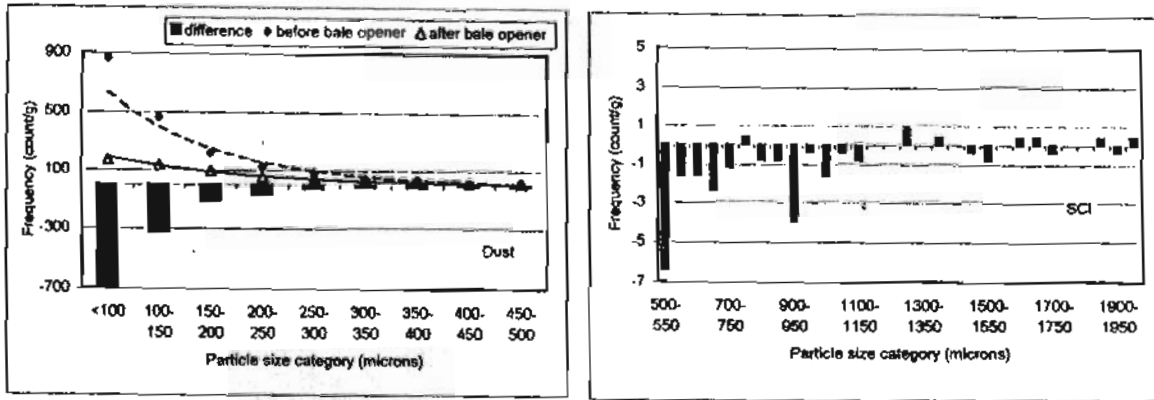 difference before bale opener after bale opener
900
500
100
-300
-700
Frequency (count/g)
Dust
<100 100-150 150-200 200-250 250-300 300-350 350-400 400-450 450-500
Particle size category (microns)
5
3
1
-1
-3
-5
-7
Frequency (count/g)
SCI
500-550 700-750 900-950 1100-1150 1300-1350 1500-1550 1700-1750 1900-1950
Particle size category (microns)